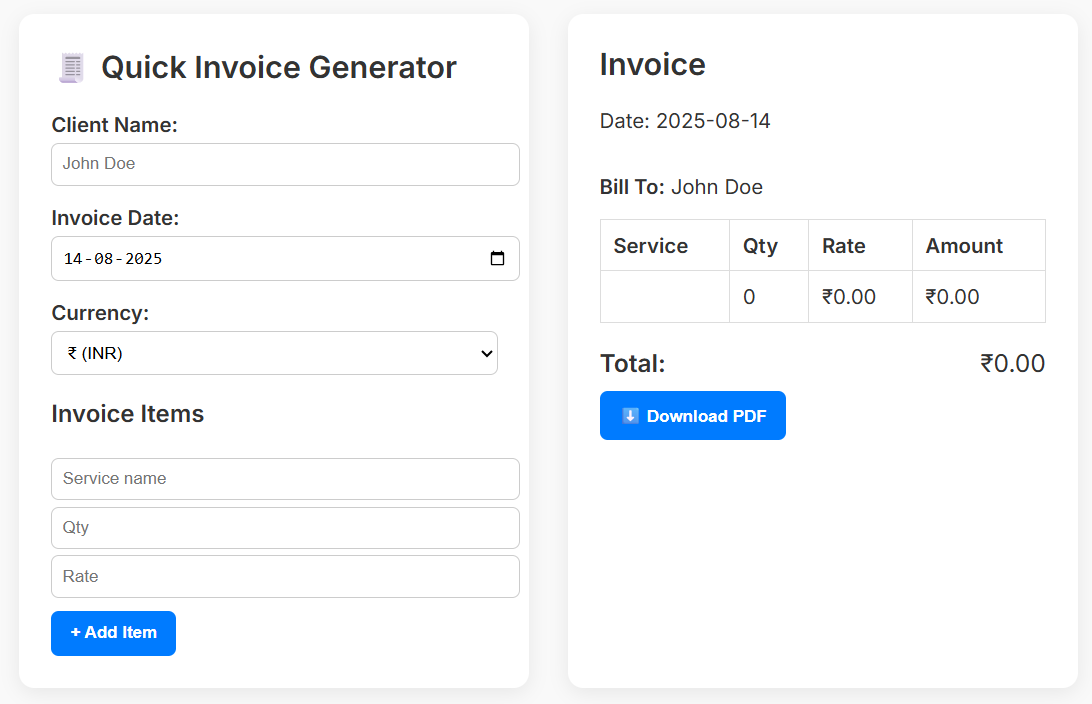 🧾 Quick Invoice Generator
Client Name:
John Doe
Invoice Date:
14-08-2025
Currency:
₹ (INR)
Invoice Items
Service name
Qty
Rate
+ Add Item
Invoice
Date: 2025-08-14
Bill To: John Doe
Service Qty Rate Amount
0 ₹0.00 ₹0.00
Total: ₹0.00
⬇️ Download PDF